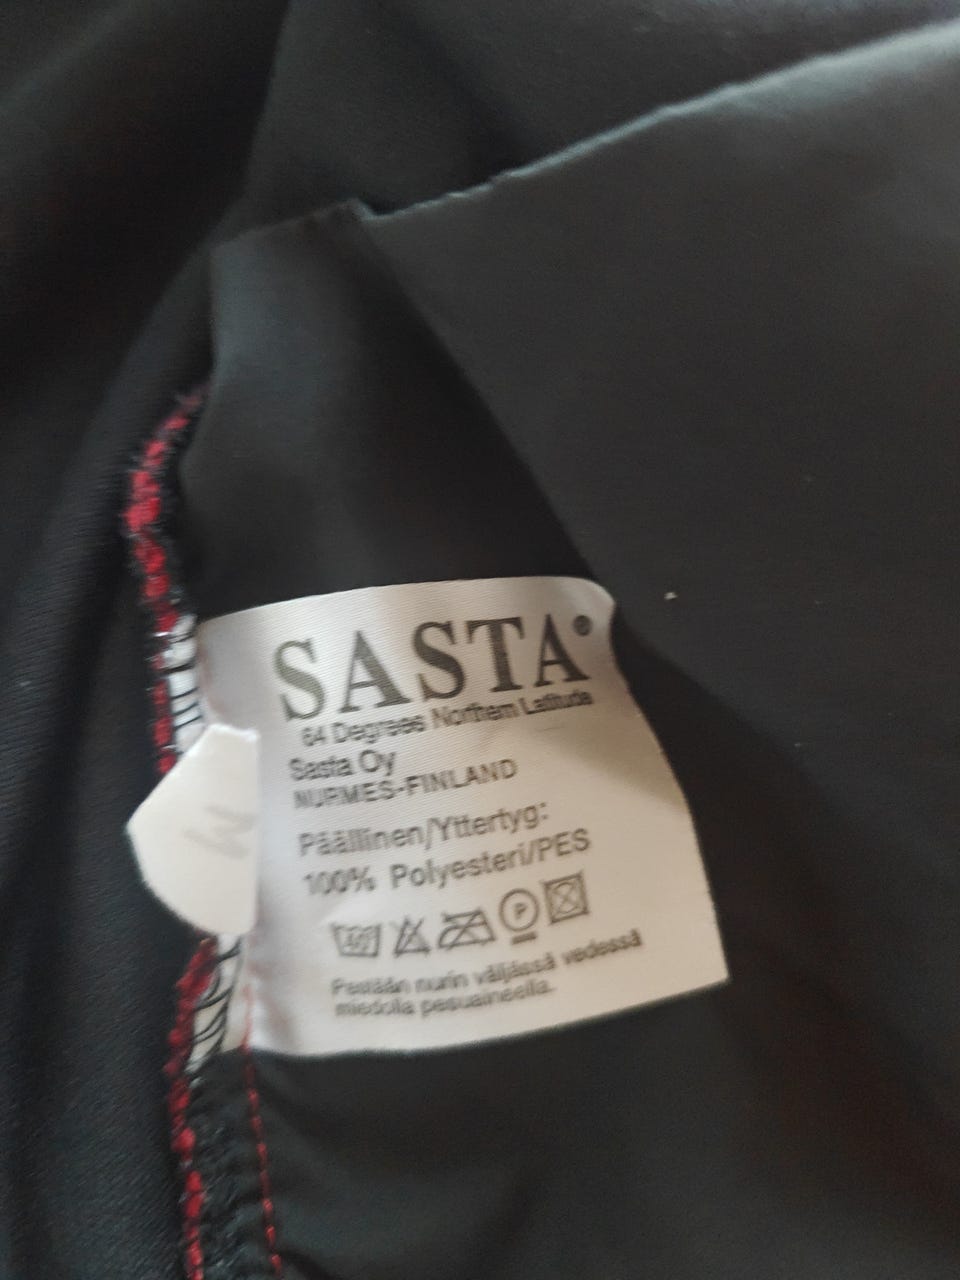 SASTA®
64 Degrees Northern Latitude
Sasta Oy
NURMES-FINLAND
Päällinen/Yttertyg:
100% Polyesteri/PES
40°
P
Pestään nurin väljässä vedessä
miedolla pesuaineella.
M